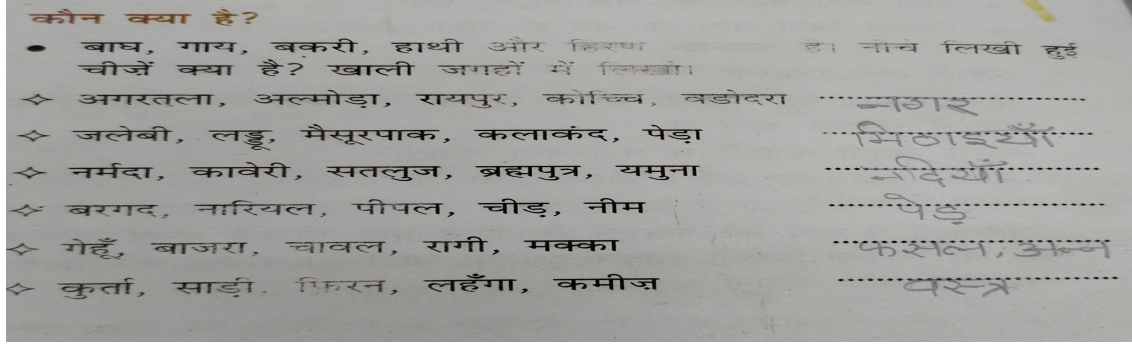 कौन क्या है?
● बाघ, गाय, बकरी, हाथी और हिरण है। नीचे लिखी हुई
चीजें क्या है? खाली जगहों में लिखो।
✧ अगरतला, अल्मोड़ा, रायपुर, कोच्चि, वडोदरा नगर
✧ जलेबी, लड्डू, मैसूरपाक, कलाकंद, पेड़ा मिठाइयाँ
✧ नर्मदा, कावेरी, सतलुज, ब्रह्मपुत्र, यमुना नदियाँ
✧ बरगद, नारियल, पीपल, चीड़, नीम पेड़
✧ गेहूँ, बाजरा, चावल, रागी, मक्का फसल, अन्न
✧ कुर्ता, साड़ी, फिरन, लहँगा, कमीज़ वस्त्र